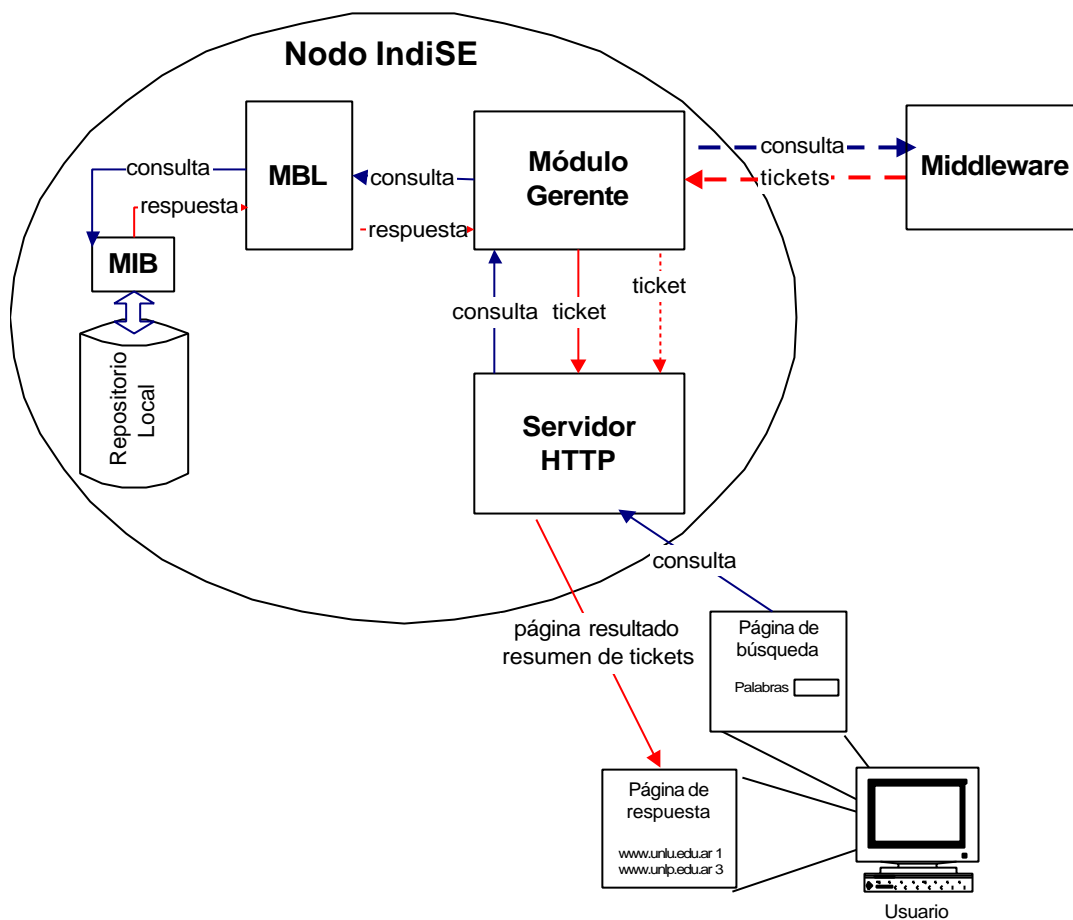 Nodo IndiSE
consulta
MBL
consulta
Módulo
Gerente
consulta
tickets
Middleware
respuesta
respuesta
MIB
Repositorio
Local
consulta
ticket
ticket
Servidor
HTTP
consulta
página resultado
resumen de tickets
Página de
búsqueda
Palabras
Página de
respuesta
www.unlu.edu.ar 1
www.unlp.edu.ar 3
Usuario